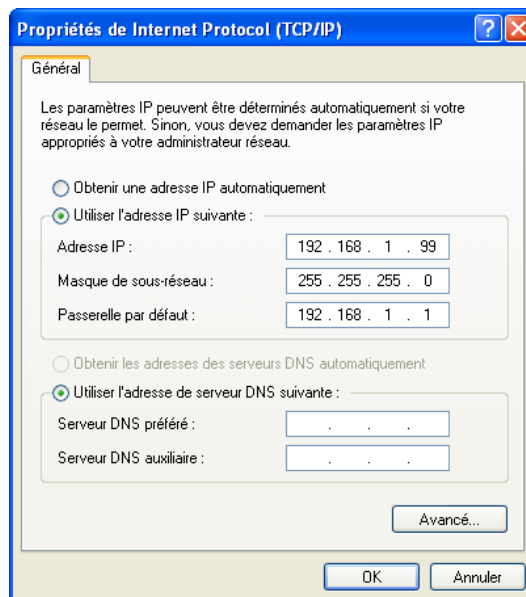 Propriétés de Internet Protocol (TCP/IP)
Général
Les paramètres IP peuvent être déterminés automatiquement si votre
réseau le permet. Sinon, vous devez demander les paramètres IP
appropriés à votre administrateur réseau.
Obtenir une adresse IP automatiquement
Utiliser l'adresse IP suivante :
Adresse IP : 192 . 168 . 1 . 99
Masque de sous-réseau : 255 . 255 . 255 . 0
Passerelle par défaut : 192 . 168 . 1 . 1
Obtenir les adresses des serveurs DNS automatiquement
Utiliser l'adresse de serveur DNS suivante :
Serveur DNS préféré : . . .
Serveur DNS auxiliaire : . . .
Avancé...
OK Annuler